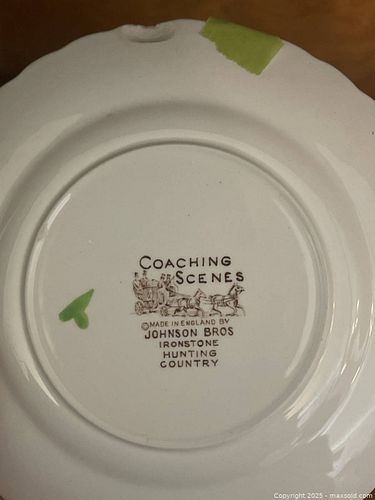 COACHING
SCENES
©MADE IN ENGLAND BY
JOHNSON BROS
IRONSTONE
HUNTING
COUNTRY
Copyright 2025 - maxsold.com